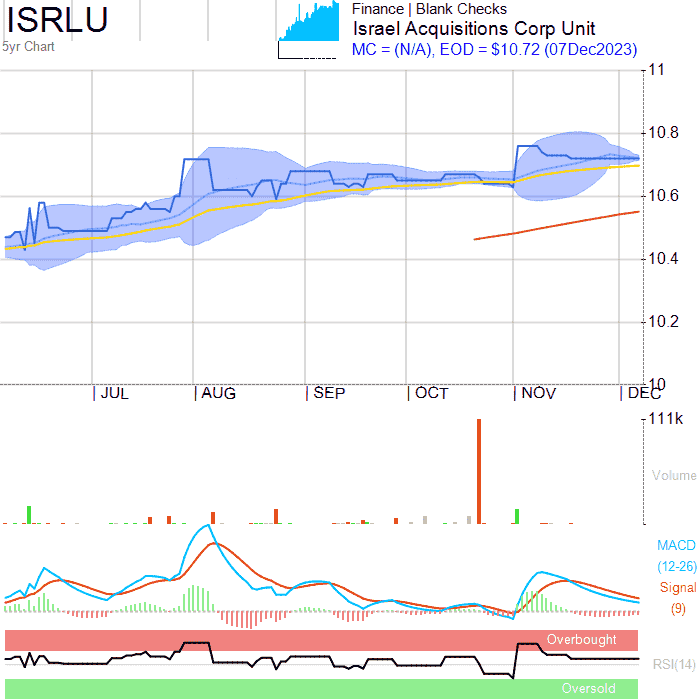 ISRLU
5yr Chart
Finance | Blank Checks
Israel Acquisitions Corp Unit
MC = (N/A), EOD = $10.72 (07Dec2023)
11
10.8
10.6
10.4
10.2
10
JUL AUG SEP OCT NOV DEC
111k
Volume
MACD
(12-26)
Signal
(9)
Overbought
RSI(14)
Oversold